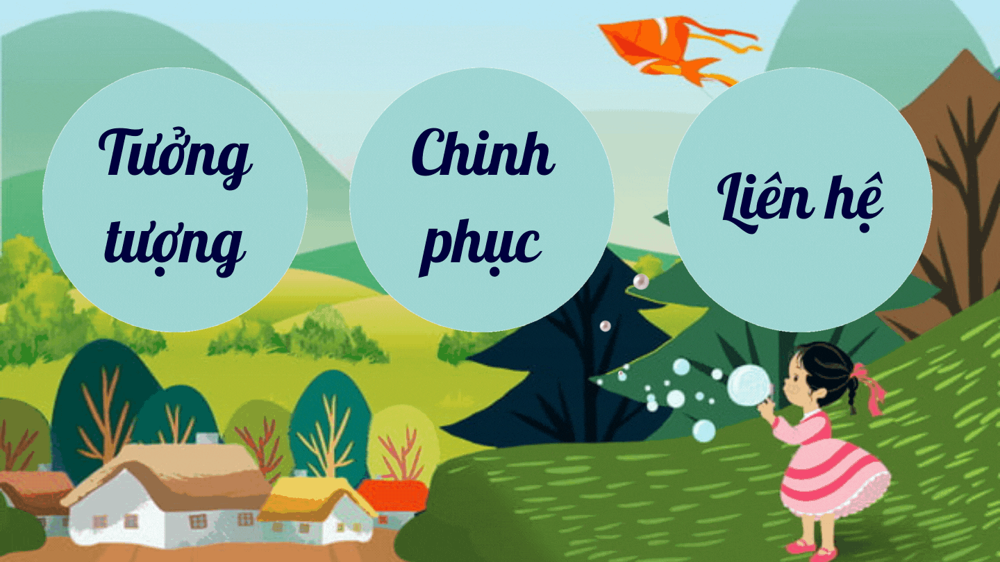 Tưởng
tượng
Chinh
phục
Liên hệ